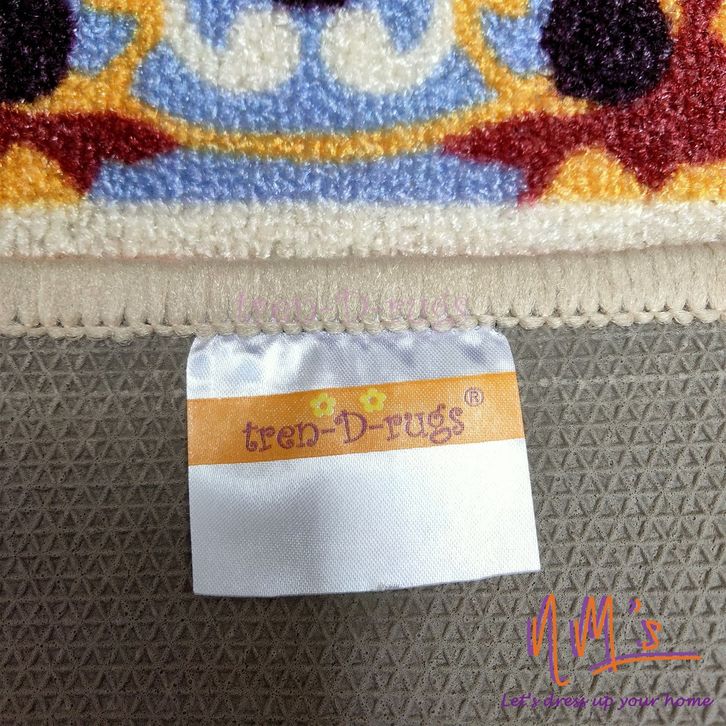 tren-D-rugs
tren-D-rugs®
NM's
Let's dress up your home